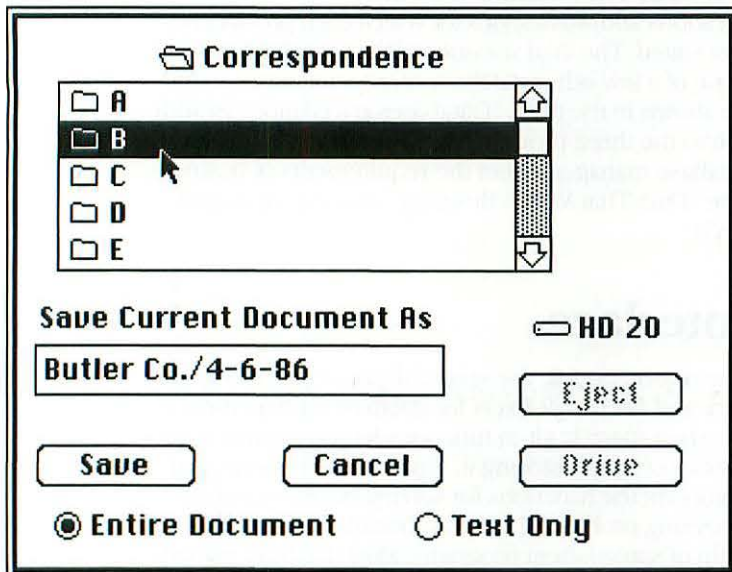 Correspondence
A
B
C
D
E
Save Current Document As
HD 20
Butler Co./4-6-86
Eject
Save
Cancel
Drive
Entire Document
Text Only